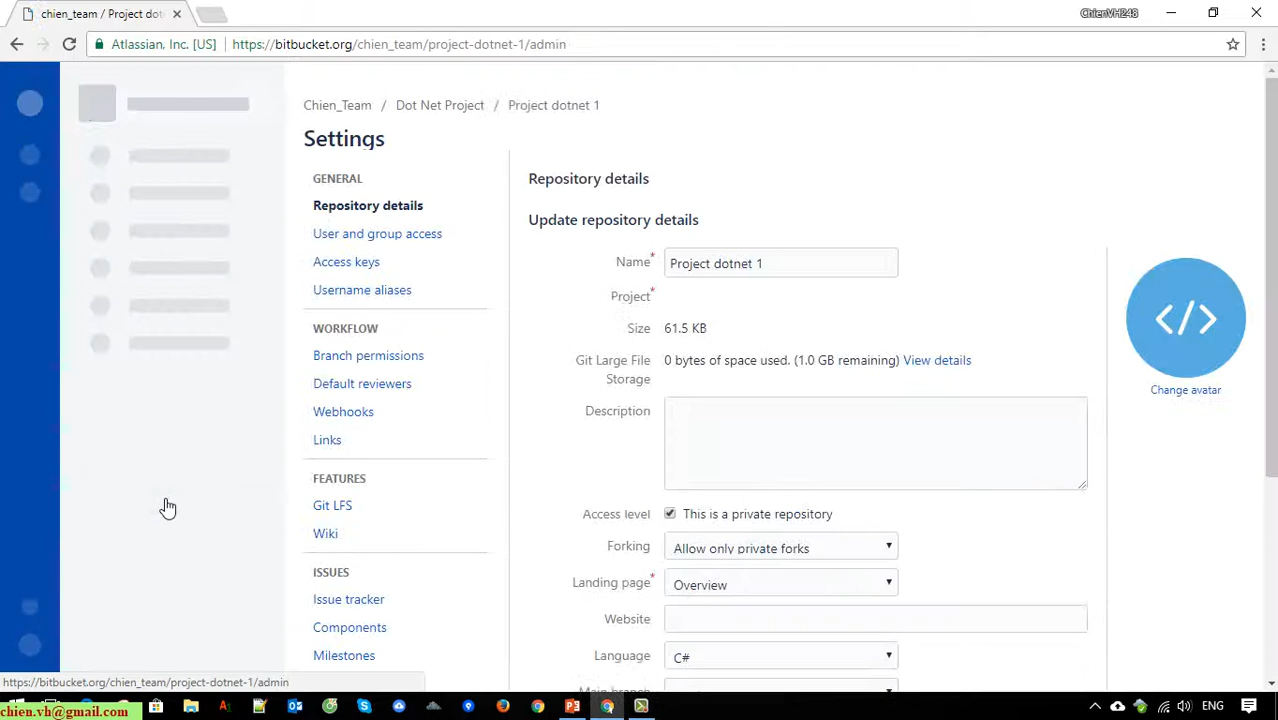 chien_team / Project dot
ChienVH248
Atlassian, Inc. [US]
https://bitbucket.org/chien_team/project-dotnet-1/admin
Chien_Team / Dot Net Project / Project dotnet 1
Settings
GENERAL
Repository details
User and group access
Access keys
Username aliases
WORKFLOW
Branch permissions
Default reviewers
Webhooks
Links
FEATURES
Git LFS
Wiki
ISSUES
Issue tracker
Components
Milestones
Repository details
Update repository details
Name* Project dotnet 1
Project*
Size 61.5 KB
Git Large File Storage 0 bytes of space used. (1.0 GB remaining) View details
Description
Access level This is a private repository
Forking Allow only private forks
Landing page* Overview
Website
Language C#
Main branch
</>
Change avatar
https://bitbucket.org/chien_team/project-dotnet-1/admin
chien.vh@gmail.com
ENG